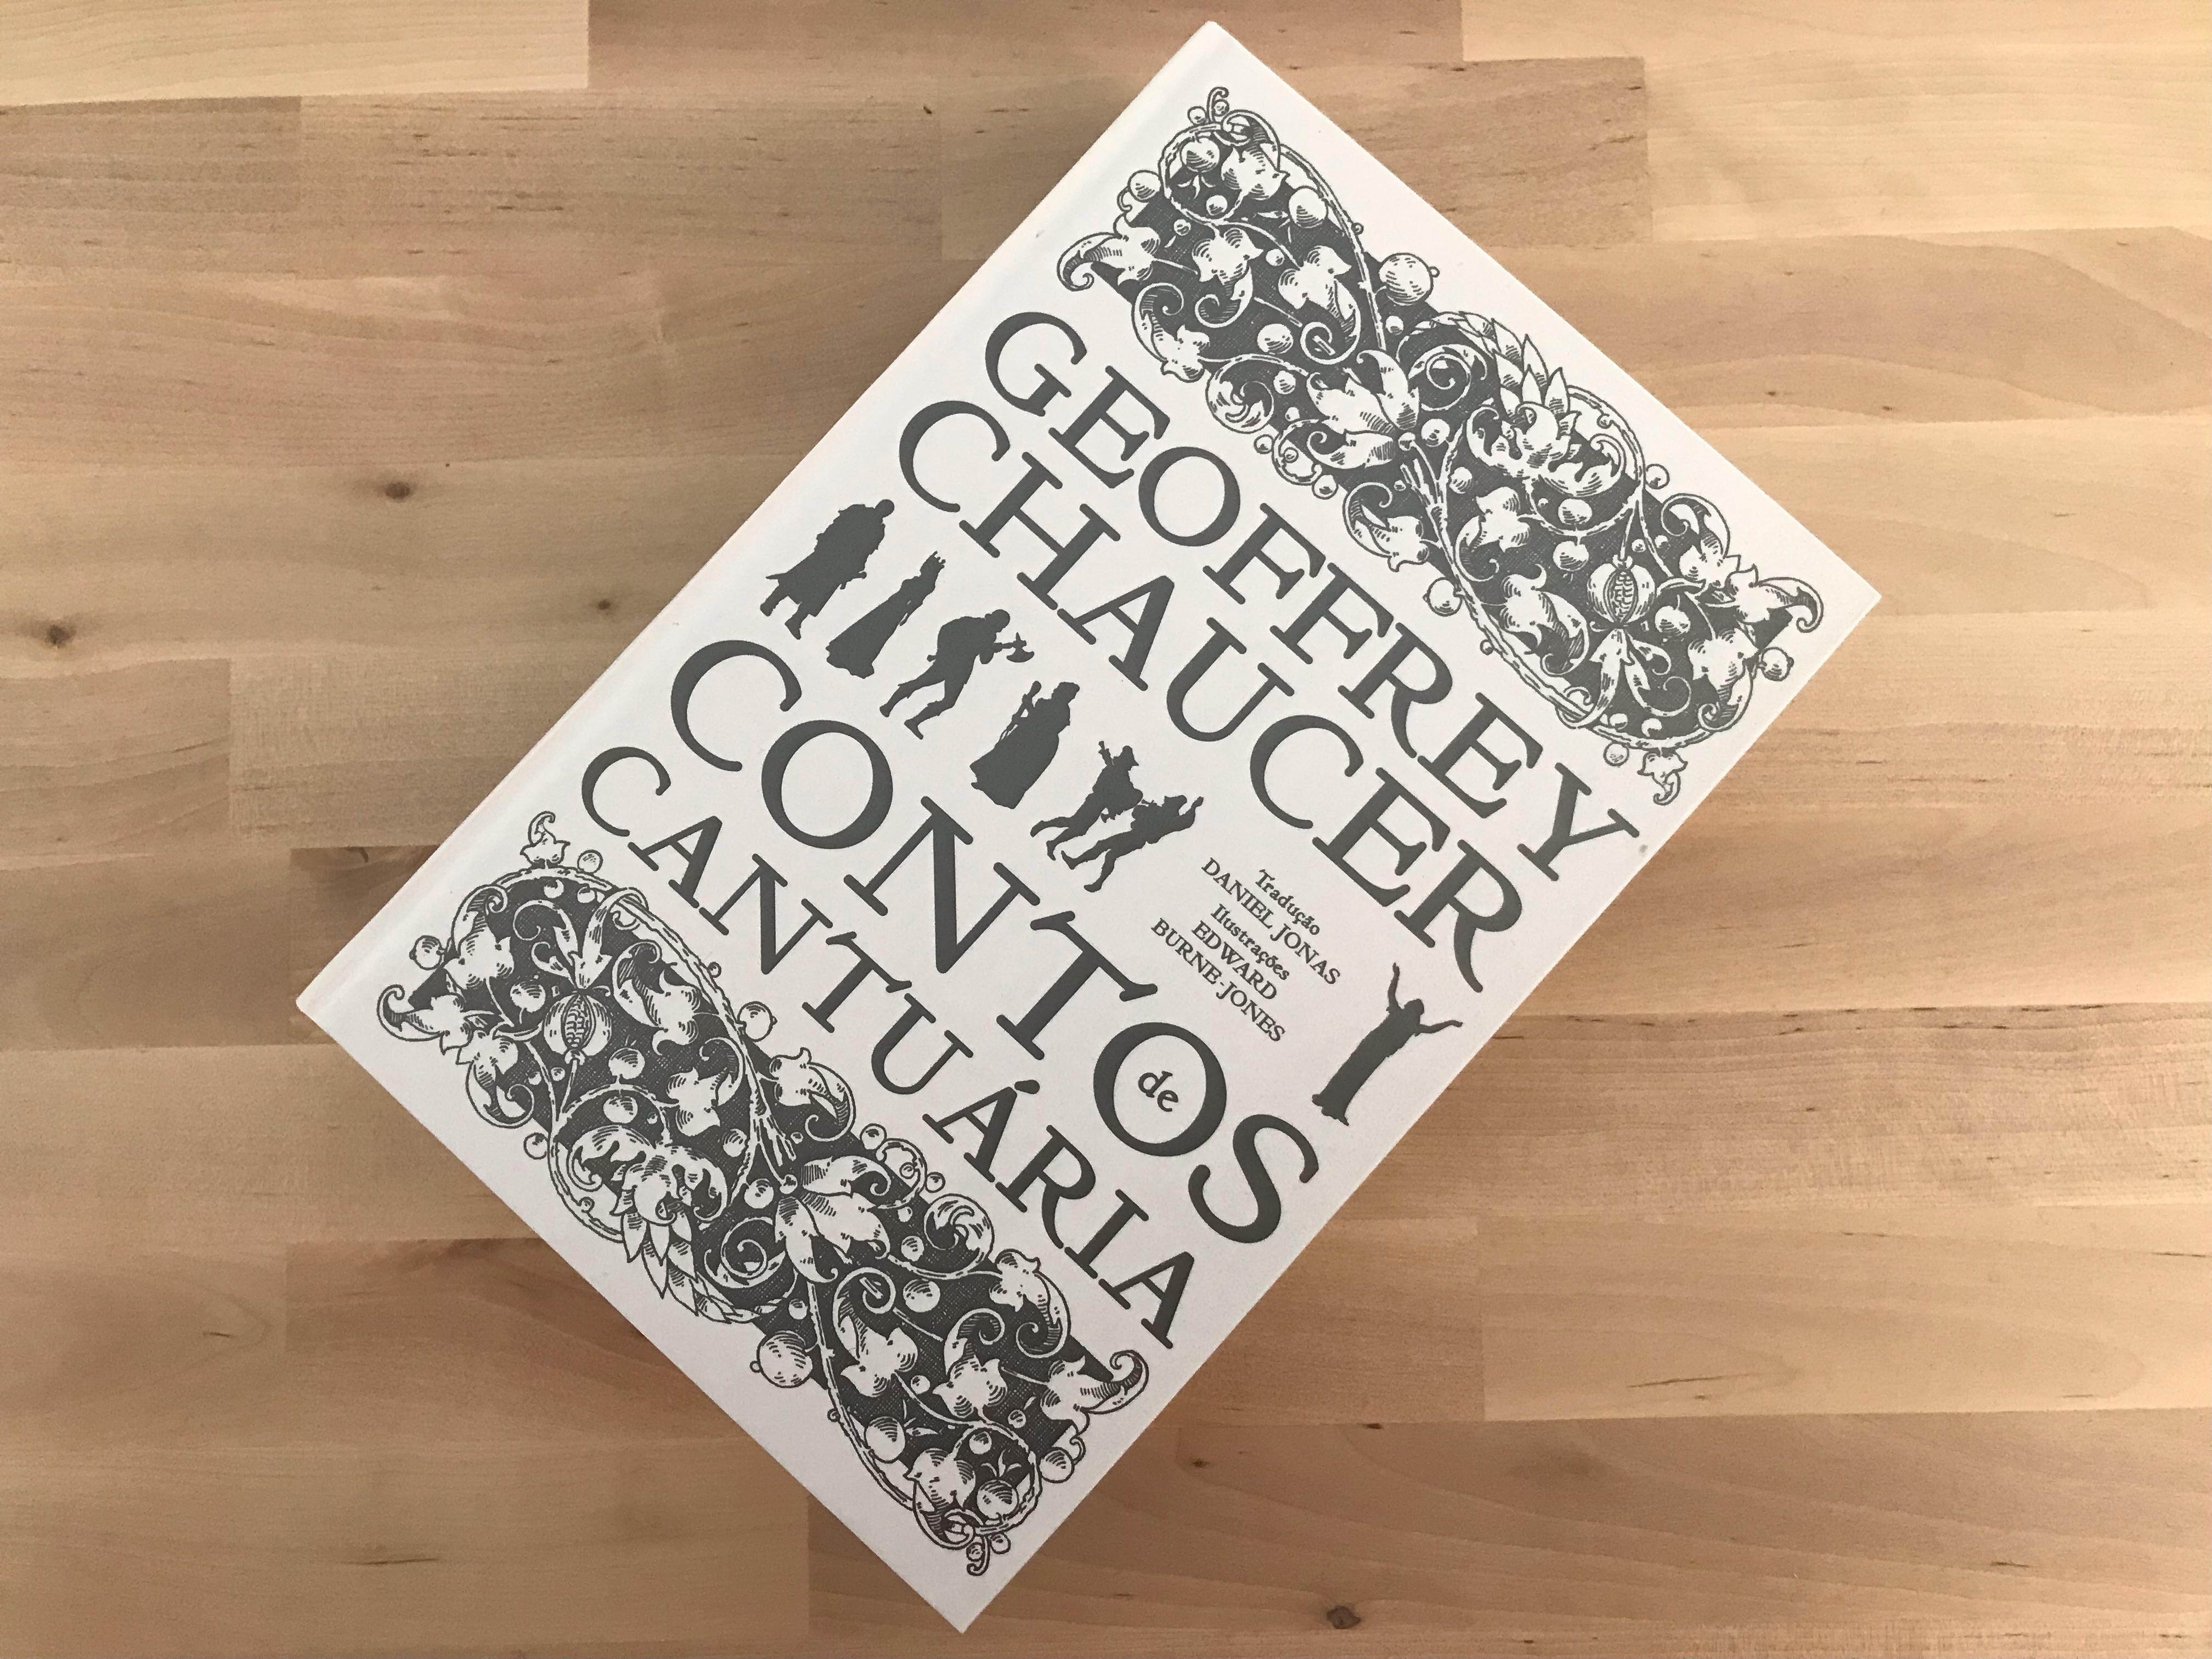 GEOFFREY
CHAUCER
Tradução
DANIEL JONAS
Ilustrações
EDWARD
BURNE-JONES
CONTOS
de
CANTUÁRIA